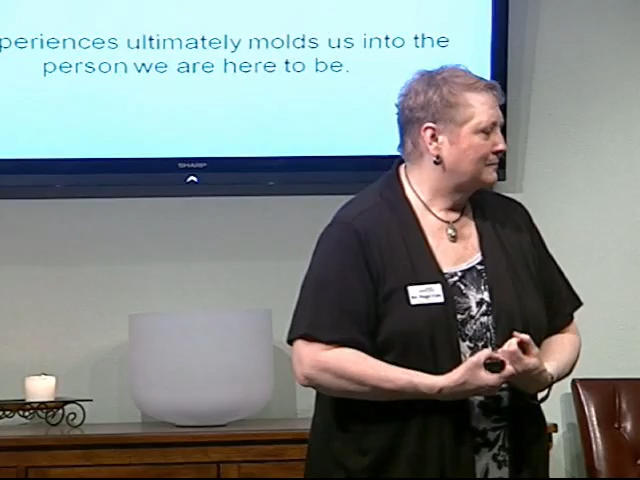 periences ultimately molds us into the
person we are here to be.
SHARP